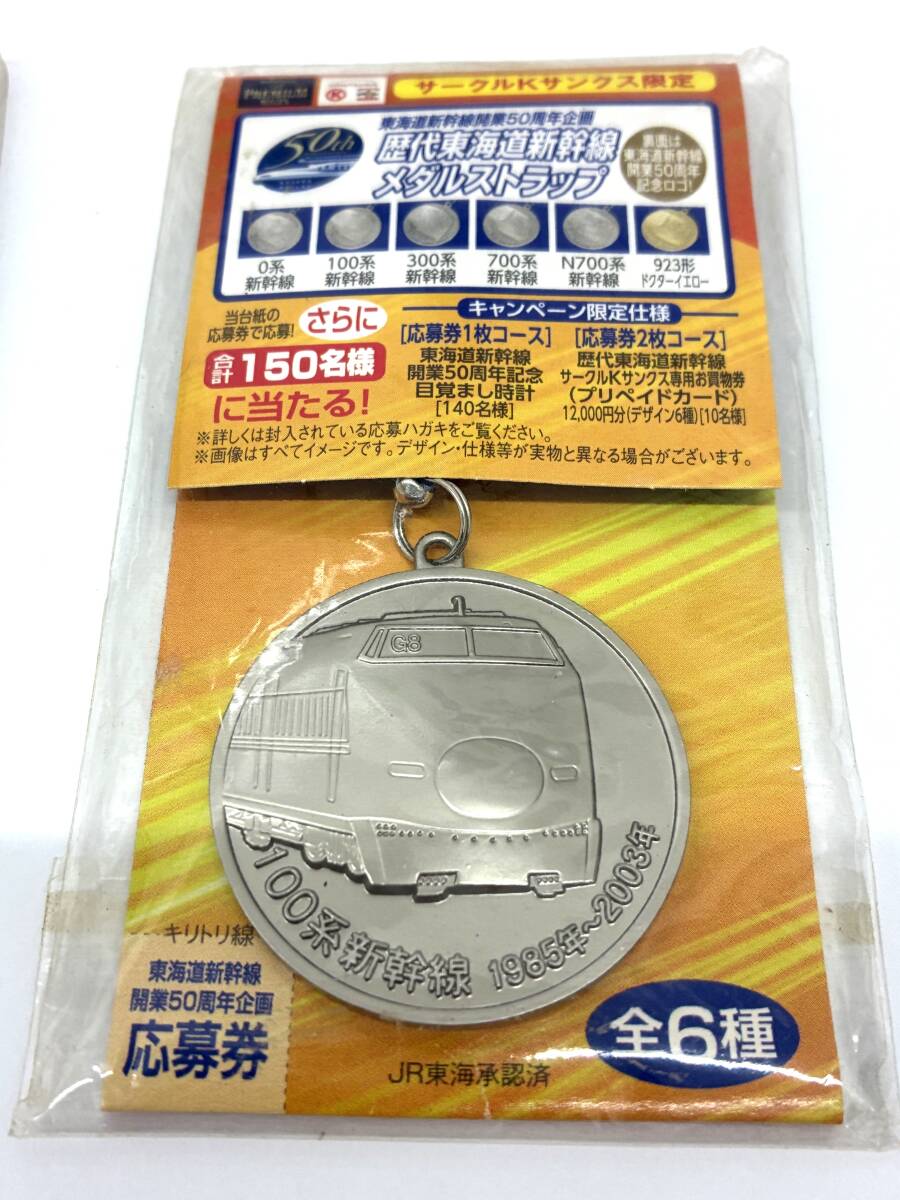 PREMIUM
K
サークルKサンクス限定
50th
東海道新幹線開業50周年企画
歴代東海道新幹線
メダルストラップ
裏面は
東海道新幹線
開業50周年
記念ロゴ!
0系
新幹線
100系
新幹線
300系
新幹線
700系
新幹線
N700系
新幹線
923形
ドクターイエロー
当台紙の
応募券で応募!
さらに
合計150名様
に当たる!
キャンペーン限定仕様
[応募券1枚コース]
東海道新幹線
開業50周年記念
目覚まし時計
[140名様]
[応募券2枚コース]
歴代東海道新幹線
サークルKサンクス専用お買物券
(プリペイドカード)
12,000円分(デザイン6種)[10名様]
※詳しくは封入されている応募ハガキをご覧ください。
※画像はすべてイメージです。デザイン・仕様等が実物と異なる場合がございます。
G8
100系新幹線 1985年~2003年
キリトリ線
東海道新幹線
開業50周年企画
応募券
全6種
JR東海承認済